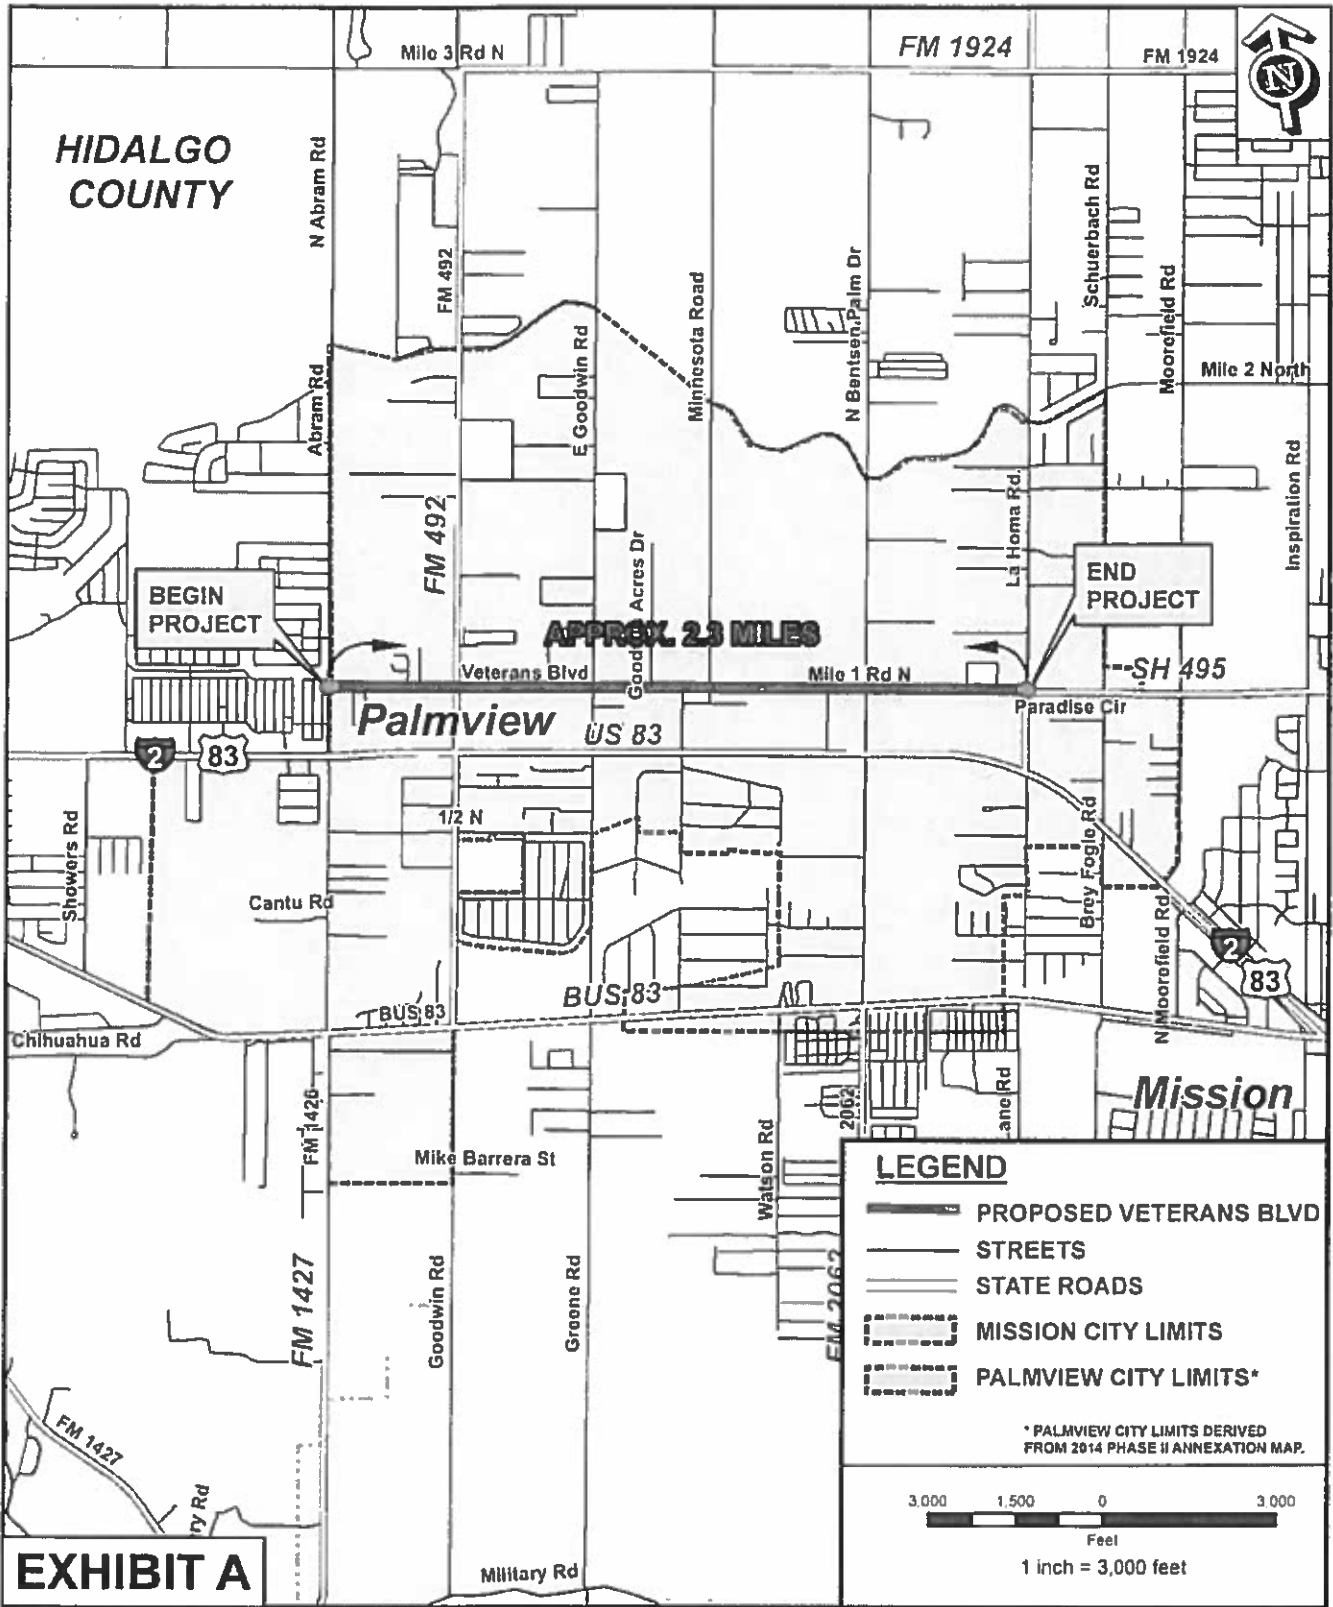 Mile 3 Rd N
FM 1924
FM 1924
N
HIDALGO
COUNTY
N Abram Rd
FM 492
Schuerbach Rd
Moorefield Rd
Minnesota Road
N Bentsen Palm Dr
E Goodwin Rd
Abram Rd
Mile 2 North
Inspiration Rd
La Homa Rd.
FM 492
Acres Dr
BEGIN
PROJECT
END
PROJECT
APPROX. 2.3 MILES
Veterans Blvd
Mile 1 Rd N
SH 495
Paradise Cir
Palmview
US 83
2
83
1/2 N
Showers Rd
Cantu Rd
Brey Fogle Rd
N Moorefield Rd
2
83
BUS 83
BUS 83
Chihuahua Rd
FM 1426
Mike Barrera St
Watson Rd
2062
ane Rd
Mission
FM 1427
Goodwin Rd
Greene Rd
FM 2062
FM 1427
ry Rd
Military Rd
LEGEND
PROPOSED VETERANS BLVD
STREETS
STATE ROADS
MISSION CITY LIMITS
PALMVIEW CITY LIMITS*
* PALMVIEW CITY LIMITS DERIVED
FROM 2014 PHASE II ANNEXATION MAP.
3,000 1,500 0 3,000
Feet
1 inch = 3,000 feet
EXHIBIT A